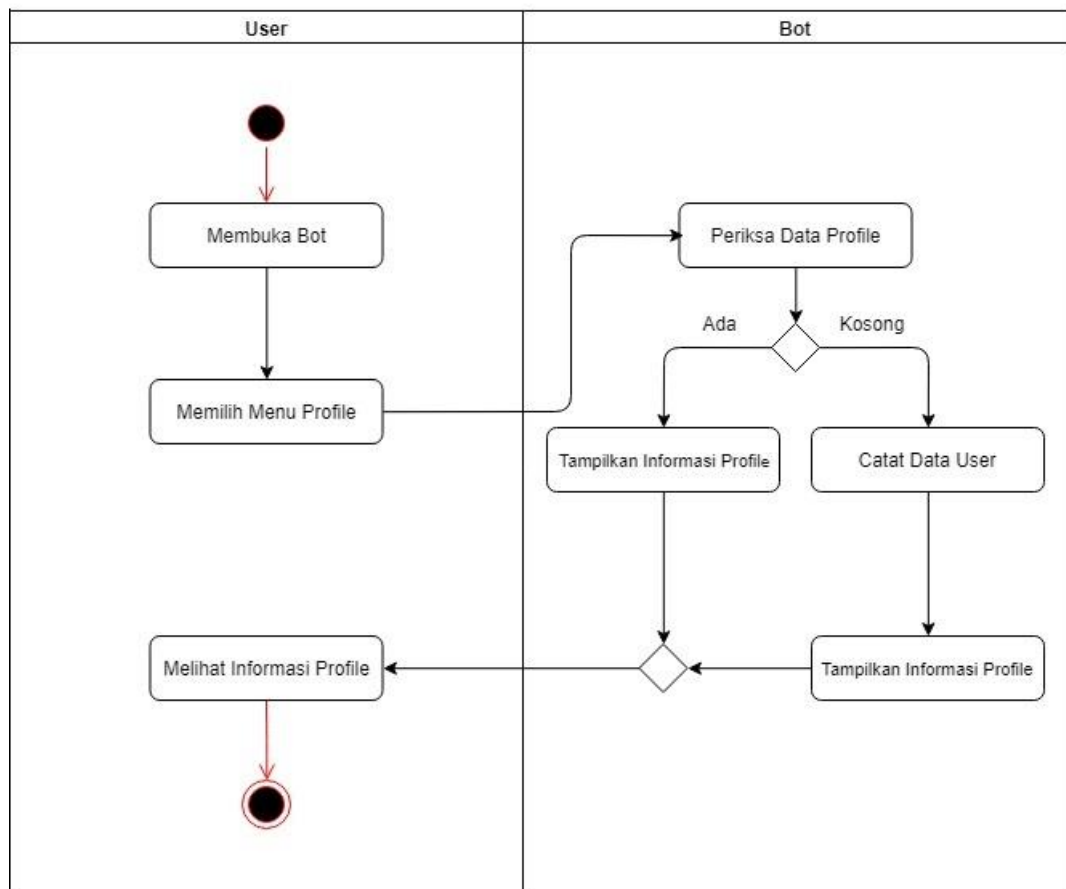 User
Bot
Membuka Bot
Periksa Data Profile
Ada
Kosong
Memilih Menu Profile
Tampilkan Informasi Profile
Catat Data User
Melihat Informasi Profile
Tampilkan Informasi Profile